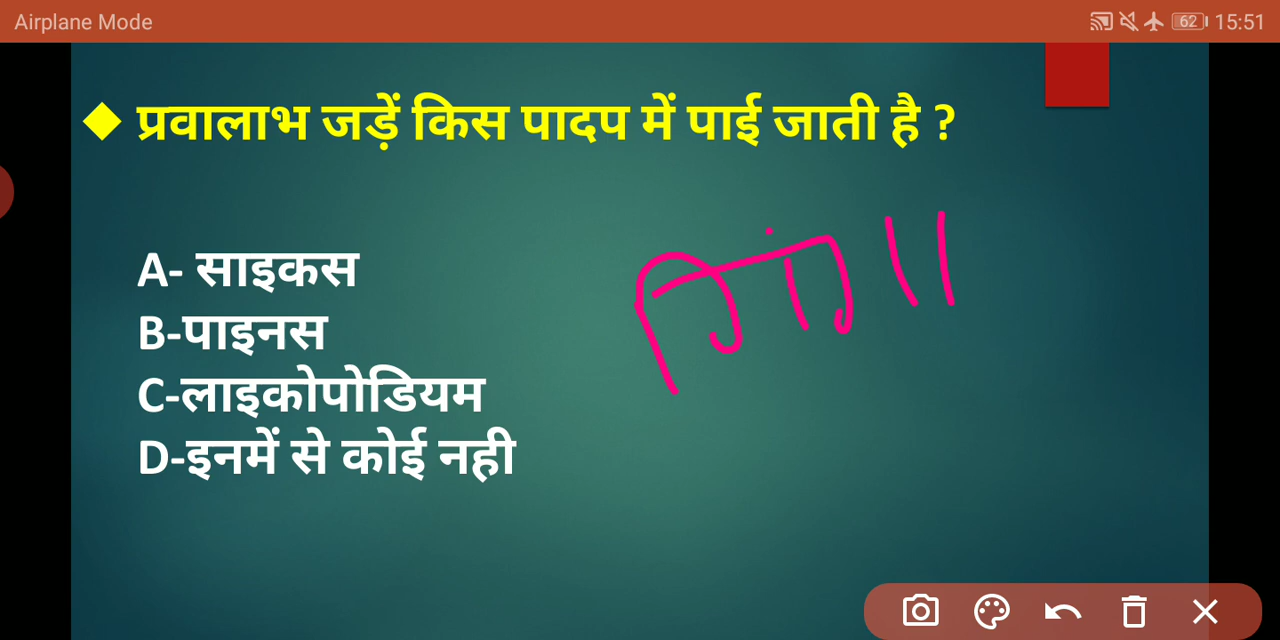 Airplane Mode
62 15:51
प्रवालाभ जड़ें किस पादप में पाई जाती है ?
A- साइकस
B-पाइनस
C-लाइकोपोडियम
D-इनमें से कोई नही